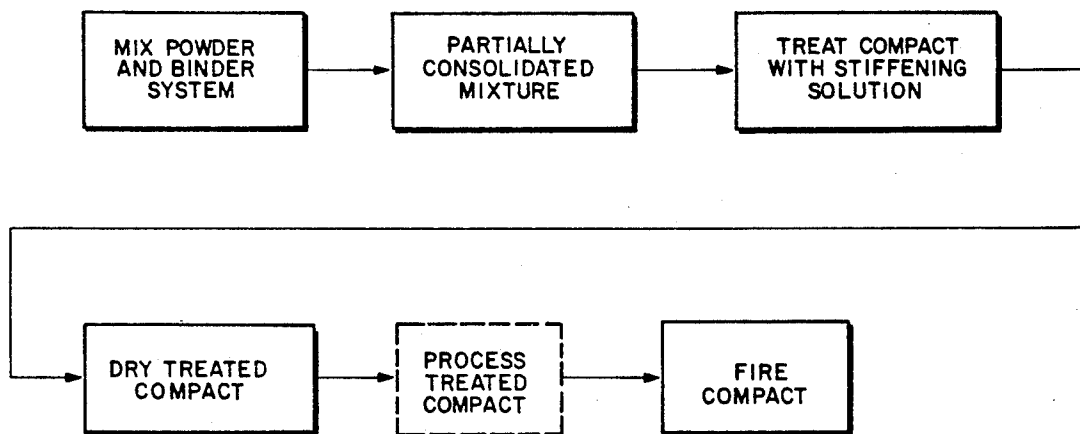 MIX POWDER
AND BINDER
SYSTEM
PARTIALLY
CONSOLIDATED
MIXTURE
TREAT COMPACT
WITH STIFFENING
SOLUTION
DRY TREATED
COMPACT
PROCESS
TREATED
COMPACT
FIRE
COMPACT